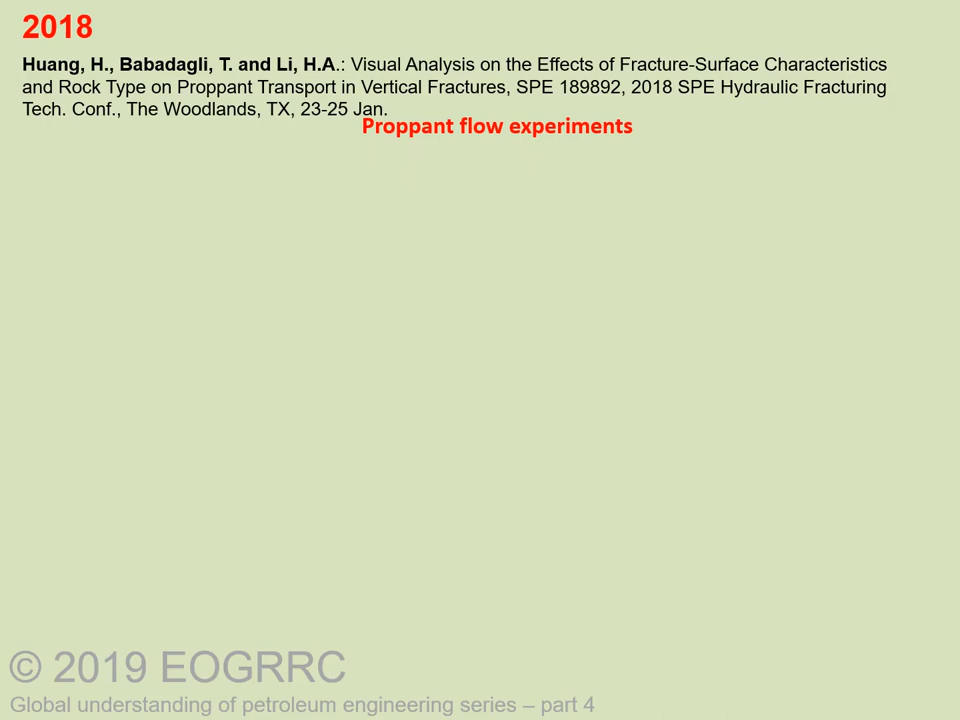 2018
Huang, H., Babadagli, T. and Li, H.A.: Visual Analysis on the Effects of Fracture-Surface Characteristics
and Rock Type on Proppant Transport in Vertical Fractures, SPE 189892, 2018 SPE Hydraulic Fracturing
Tech. Conf., The Woodlands, TX, 23-25 Jan.
Proppant flow experiments
© 2019 EOGRRC
Global understanding of petroleum engineering series – part 4